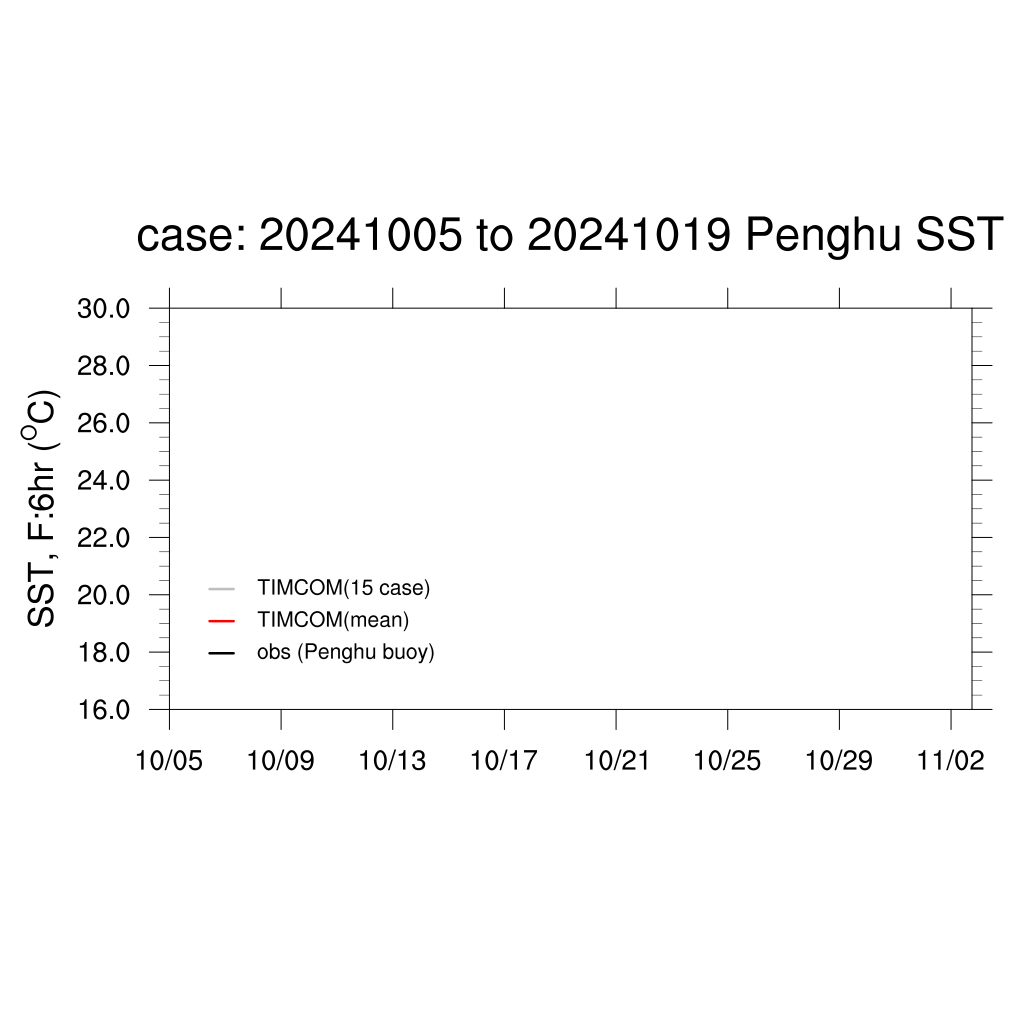 case: 20241005 to 20241019 Penghu SST
30.0
28.0
26.0
24.0
22.0
20.0
18.0
16.0
SST, F:6hr (°C)
TIMCOM(15 case)
TIMCOM(mean)
obs (Penghu buoy)
10/05 10/09 10/13 10/17 10/21 10/25 10/29 11/02